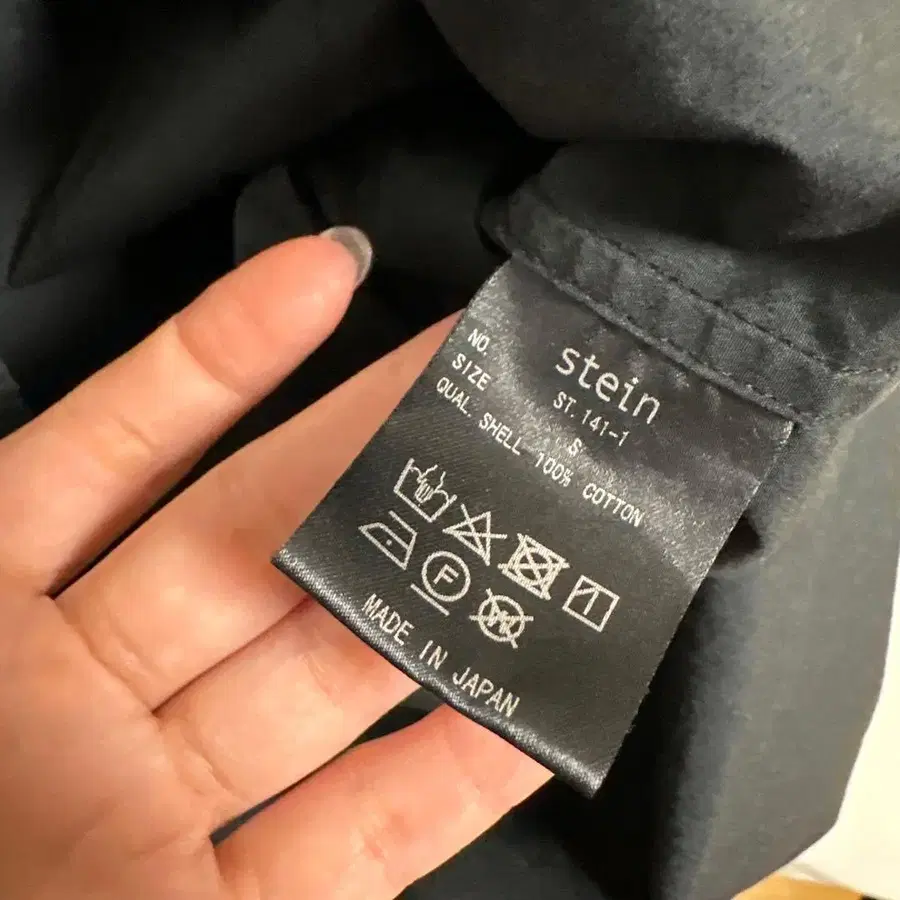 stein
NO. ST. 141-1
SIZE S
QUAL. SHELL 100% COTTON
F
W
MADE IN JAPAN